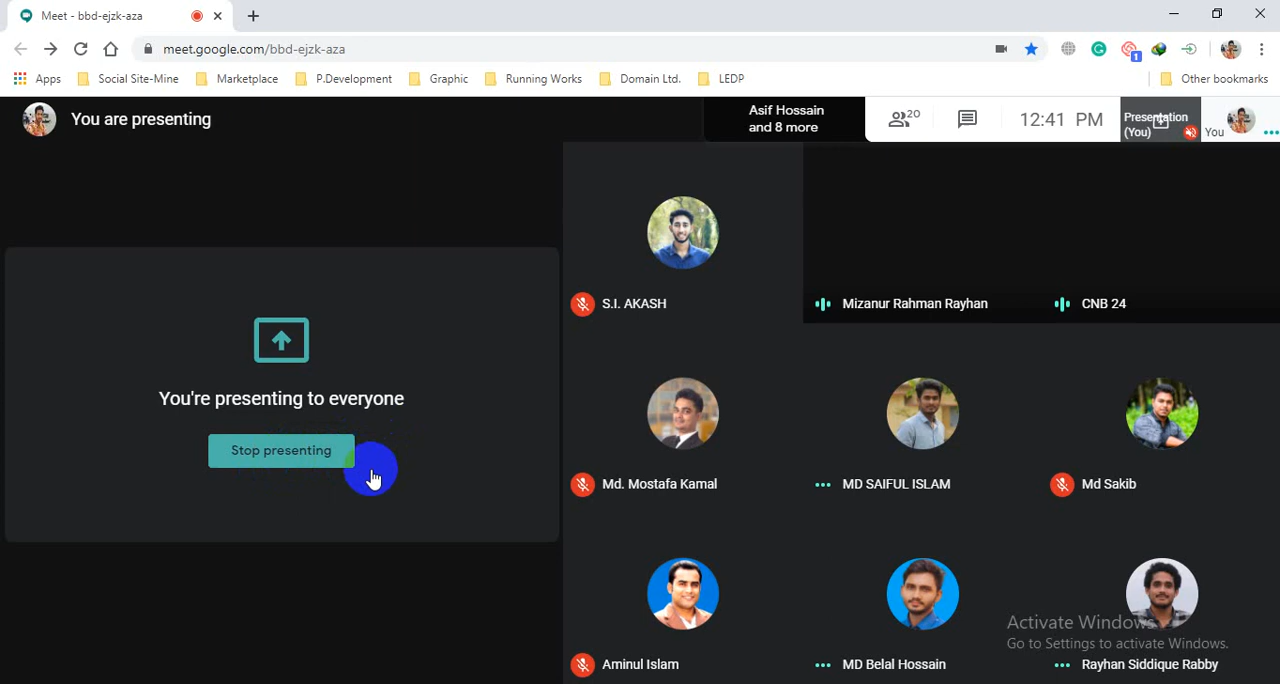 Meet - bbd-ejzk-aza
meet.google.com/bbd-ejzk-aza
1
Apps
Social Site-Mine
Marketplace
P.Development
Graphic
Running Works
Domain Ltd.
LEDP
Other bookmarks
You are presenting
Asif Hossain
and 8 more
20
12:41 PM
Presentation
(You)
You
You're presenting to everyone
Stop presenting
S.I. AKASH
Mizanur Rahman Rayhan
CNB 24
Md. Mostafa Kamal
MD SAIFUL ISLAM
Md Sakib
Aminul Islam
MD Belal Hossain
Rayhan Siddique Rabby
Activate Windows
Go to Settings to activate Windows.